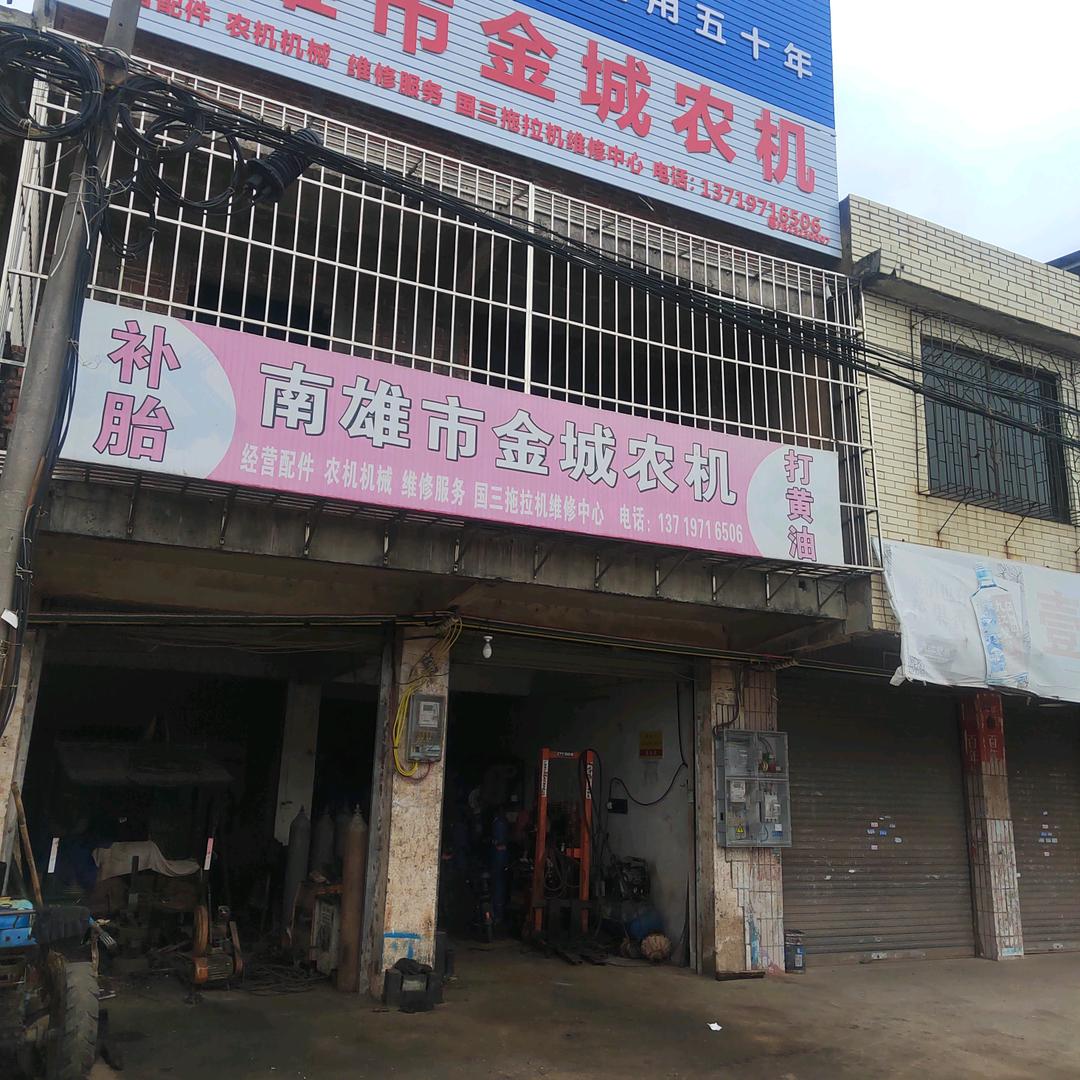 用五十年
雄市金城农机
配件 农机机械 维修服务 国三拖拉机维修中心 电话：13719716506
补胎
南雄市金城农机
经营配件 农机机械 维修服务 国三拖拉机维修中心 电话：137 1971 6506
打黄油
壹